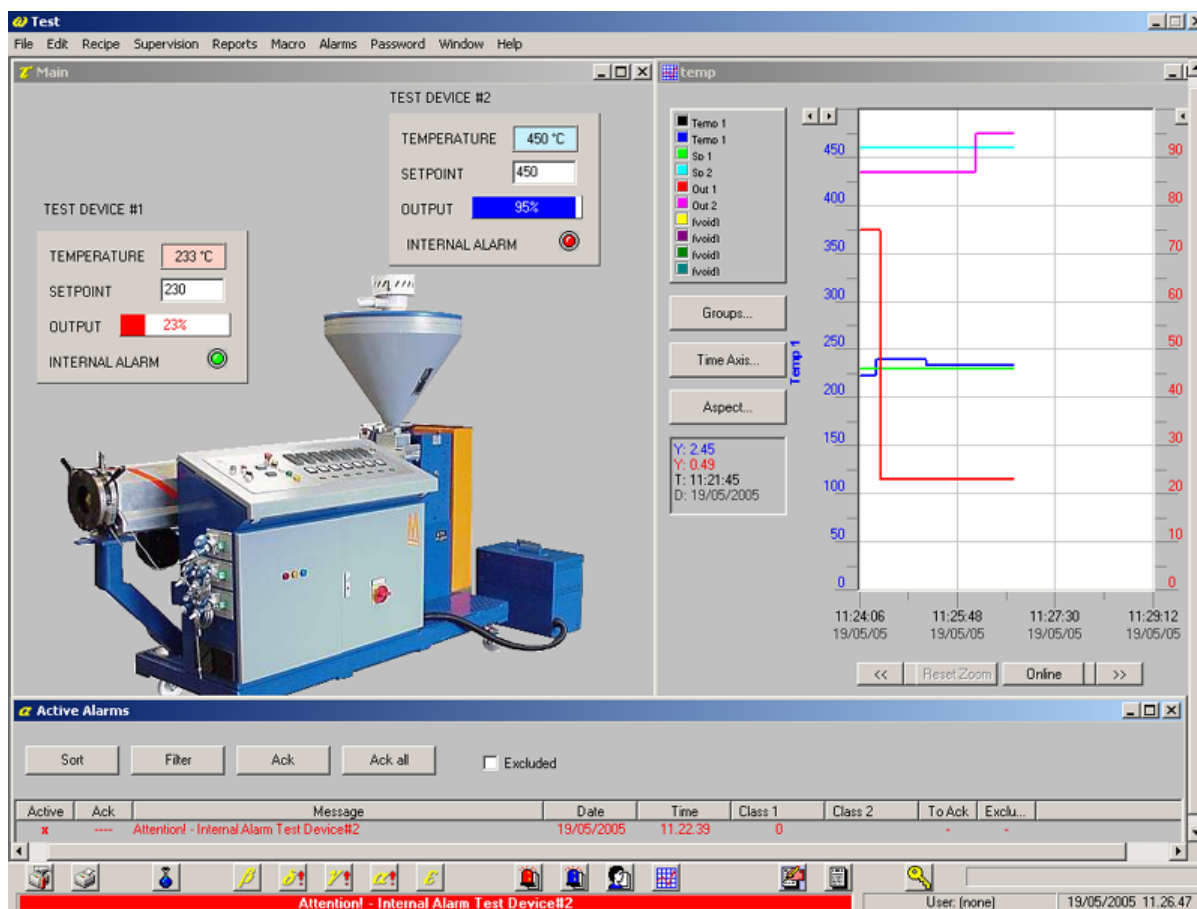 Test
File Edit Recipe Supervision Reports Macro Alarms Password Window Help
Main
TEST DEVICE #2
TEMPERATURE 450 °C
SETPOINT 450
OUTPUT 95%
INTERNAL ALARM
TEST DEVICE #1
TEMPERATURE 233 °C
SETPOINT 230
OUTPUT 23%
INTERNAL ALARM
temp
Temp 1
Temp 1
Sp 1
Sp 2
Out 1
Out 2
(void)
(void)
(void)
(void)
Groups...
Time Axis...
Aspect...
Y: 2.45
Y: 0.49
T: 11:21:45
D: 19/05/2005
Temp 1
450 90
400 80
350 70
300 60
250 50
200 40
150 30
100 20
50 10
0 0
11:24:06 11:25:48 11:27:30 11:29:12
19/05/05 19/05/05 19/05/05 19/05/05
<< Reset Zoom Online >>
Active Alarms
Sort Filter Ack Ack all Excluded
Active Ack Message Date Time Class 1 Class 2 To Ack Exclu...
x ---- Attention! - Internal Alarm Test Device#2 19/05/2005 11.22.39 0 - -
β δ! γ! α! ε
Attention! - Internal Alarm Test Device#2 User: (none) 19/05/2005 11.26.47